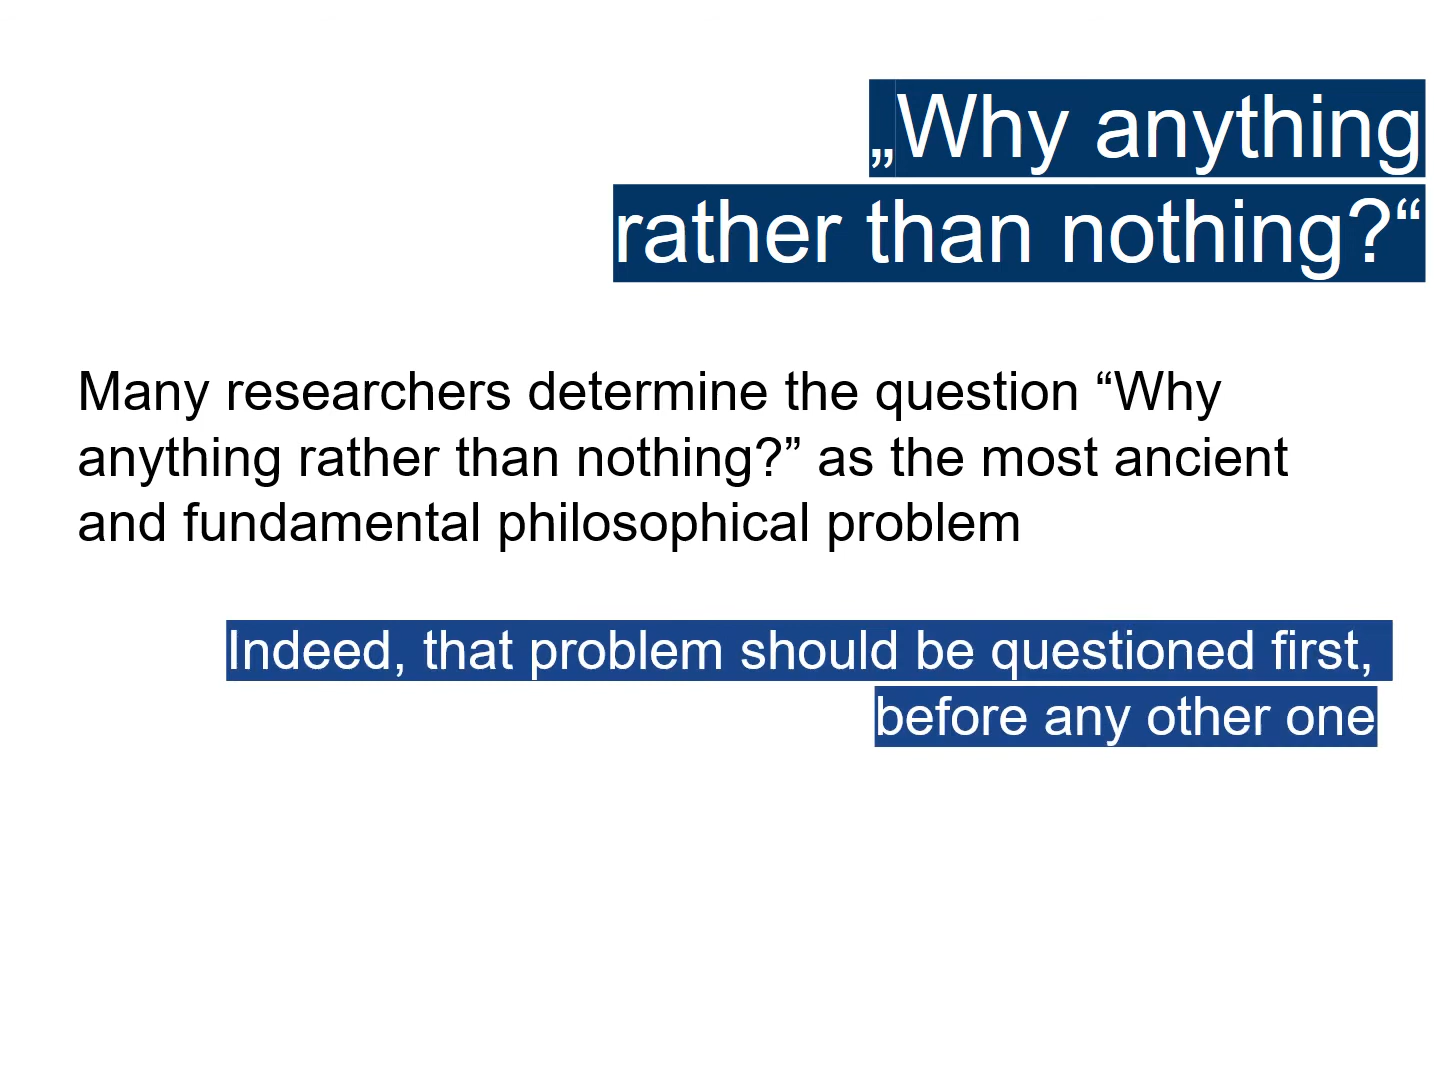 „Why anything
rather than nothing?“
Many researchers determine the question “Why
anything rather than nothing?” as the most ancient
and fundamental philosophical problem
Indeed, that problem should be questioned first,
before any other one